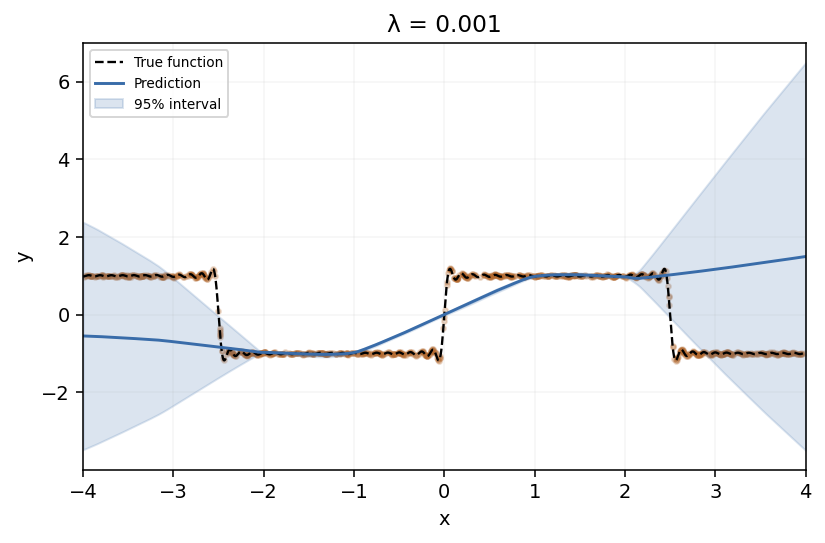 λ = 0.001
True function
Prediction
95% interval
6
4
2
0
−2
y
−4 −3 −2 −1 0 1 2 3 4
x